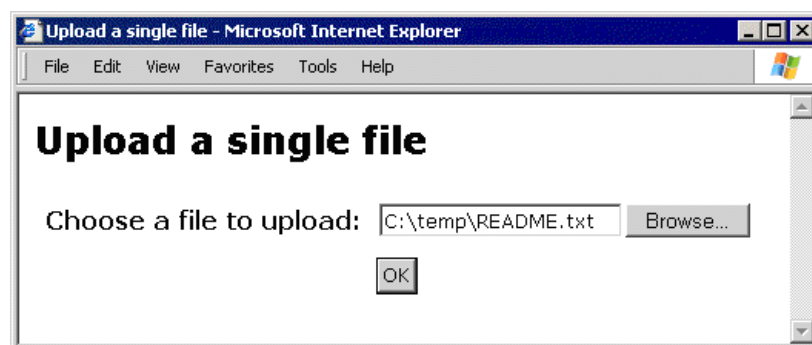 Upload a single file - Microsoft Internet Explorer
File Edit View Favorites Tools Help
Upload a single file
Choose a file to upload: C:\temp\README.txt Browse...
OK